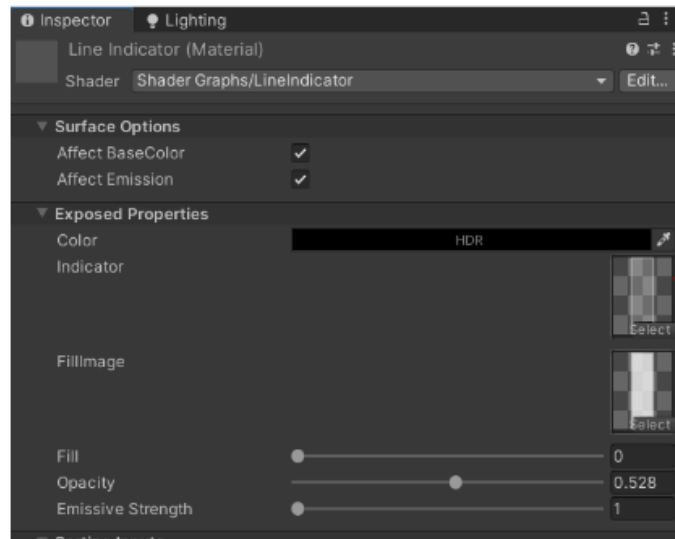 Inspector Lighting
Line Indicator (Material)
Shader Shader Graphs/LineIndicator Edit...
Surface Options
Affect BaseColor
Affect Emission
Exposed Properties
Color HDR
Indicator
Select
FillImage
Select
Fill 0
Opacity 0.528
Emissive Strength 1